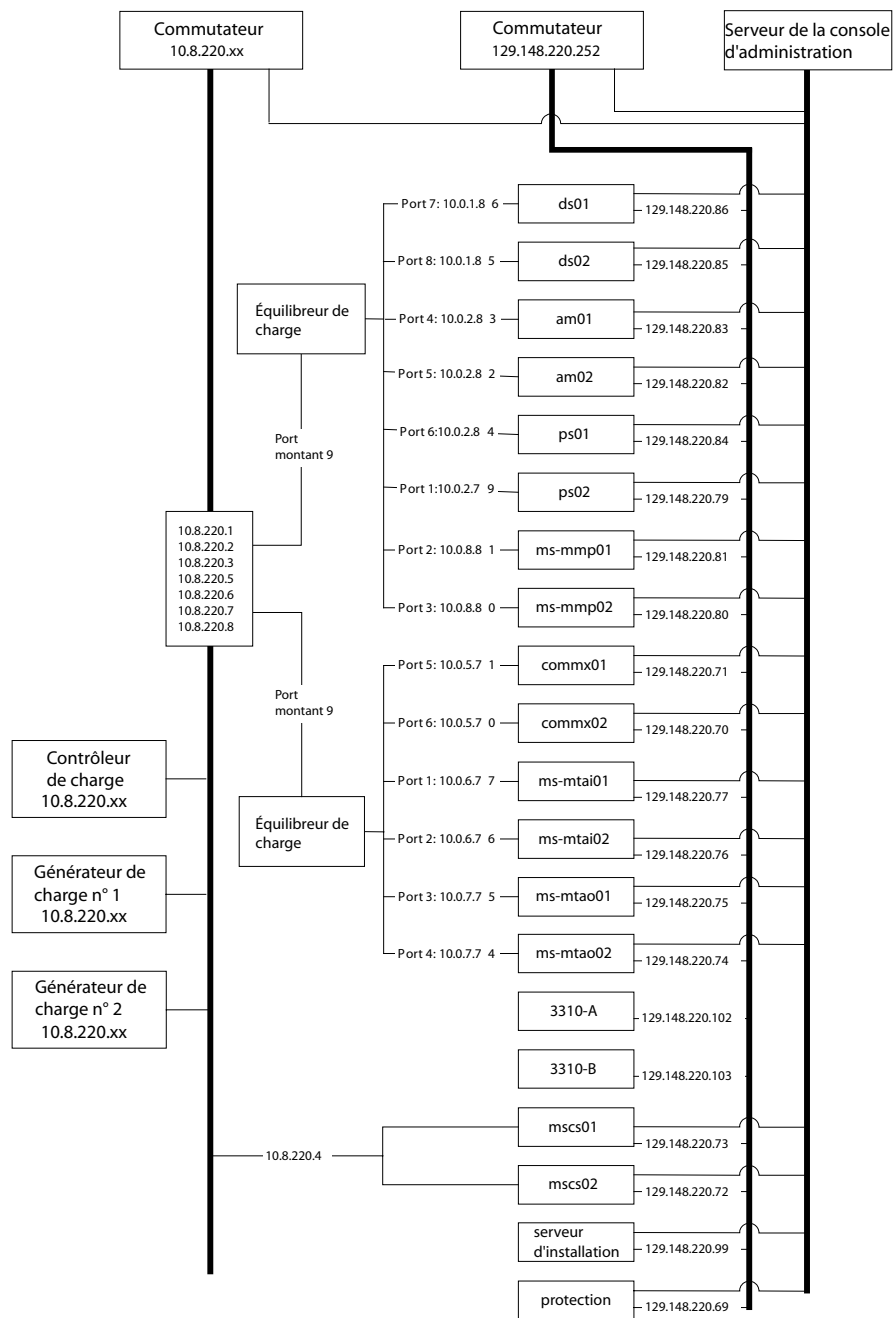 Commutateur
10.8.220.xx
Commutateur
129.148.220.252
Serveur de la console
d'administration
Port 7: 10.0.1.8 6
ds01
129.148.220.86
Port 8: 10.0.1.8 5
ds02
129.148.220.85
Équilibreur de
charge
Port 4: 10.0.2.8 3
am01
129.148.220.83
Port 5: 10.0.2.8 2
am02
129.148.220.82
Port
montant 9
Port 6:10.0.2.8 4
ps01
129.148.220.84
Port 1:10.0.2.7 9
ps02
129.148.220.79
10.8.220.1
10.8.220.2
10.8.220.3
10.8.220.5
10.8.220.6
10.8.220.7
10.8.220.8
Port 2: 10.0.8.8 1
ms-mmp01
129.148.220.81
Port 3: 10.0.8.8 0
ms-mmp02
129.148.220.80
Port 5: 10.0.5.7 1
commx01
129.148.220.71
Port
montant 9
Port 6: 10.0.5.7 0
commx02
129.148.220.70
Contrôleur
de charge
10.8.220.xx
Port 1: 10.0.6.7 7
ms-mtai01
129.148.220.77
Équilibreur de
charge
Port 2: 10.0.6.7 6
ms-mtai02
129.148.220.76
Générateur de
charge n° 1
10.8.220.xx
Port 3: 10.0.7.7 5
ms-mtao01
129.148.220.75
Port 4: 10.0.7.7 4
ms-mtao02
129.148.220.74
Générateur de
charge n° 2
10.8.220.xx
3310-A
129.148.220.102
3310-B
129.148.220.103
10.8.220.4
mscs01
129.148.220.73
mscs02
129.148.220.72
serveur
d'installation
129.148.220.99
protection
129.148.220.69